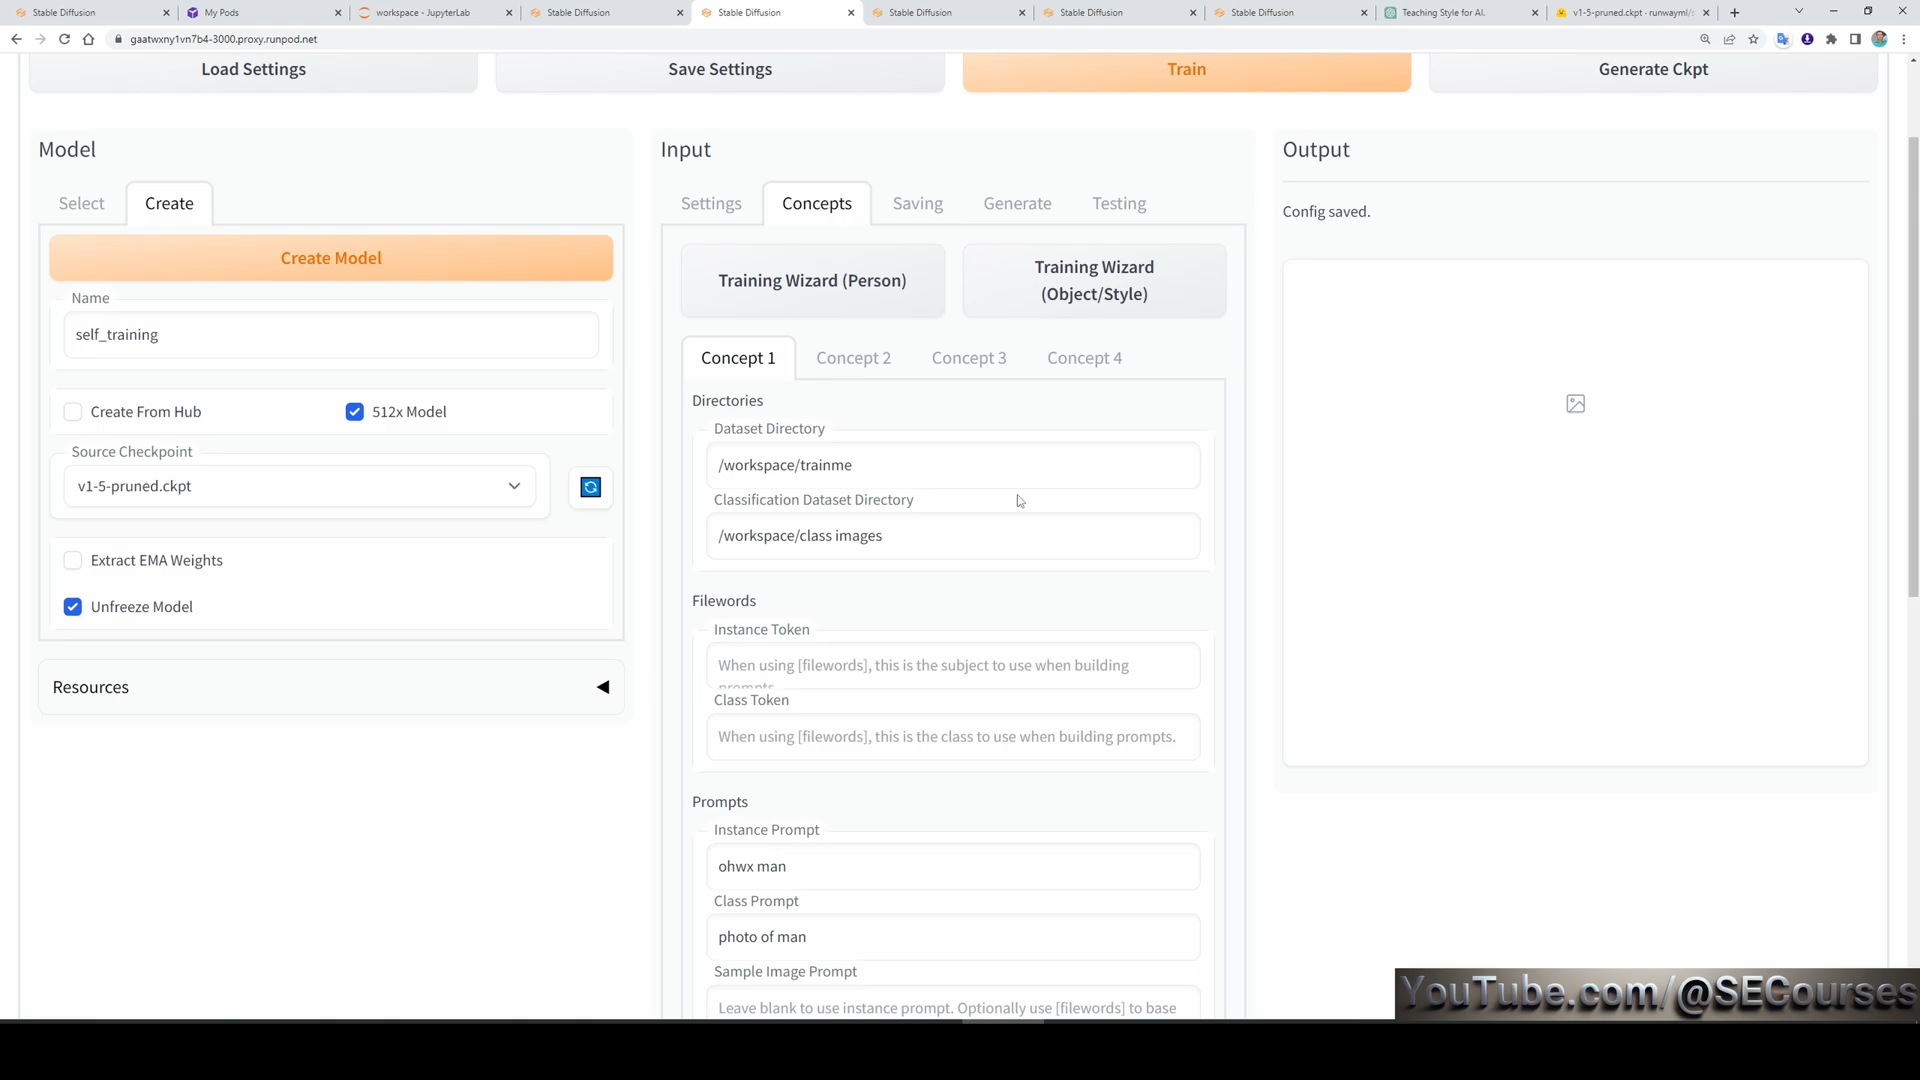 Stable Diffusion
My Pods
workspace - JupyterLab
Stable Diffusion
Stable Diffusion
Stable Diffusion
Stable Diffusion
Stable Diffusion
Teaching Style for AI.
v1-5-pruned.ckpt · runwayml/s
gaatwxny1vn7b4-3000.proxy.runpod.net
Load Settings
Save Settings
Train
Generate Ckpt
Model
Select
Create
Create Model
Name
self_training
Create From Hub
512x Model
Source Checkpoint
v1-5-pruned.ckpt
Extract EMA Weights
Unfreeze Model
Resources
Input
Settings
Concepts
Saving
Generate
Testing
Training Wizard (Person)
Training Wizard
(Object/Style)
Concept 1
Concept 2
Concept 3
Concept 4
Directories
Dataset Directory
/workspace/trainme
Classification Dataset Directory
/workspace/class images
Filewords
Instance Token
When using [filewords], this is the subject to use when building
prompts.
Class Token
When using [filewords], this is the class to use when building prompts.
Prompts
Instance Prompt
ohwx man
Class Prompt
photo of man
Sample Image Prompt
Leave blank to use instance prompt. Optionally use [filewords] to base
Output
Config saved.
YouTube.com/@SECourses